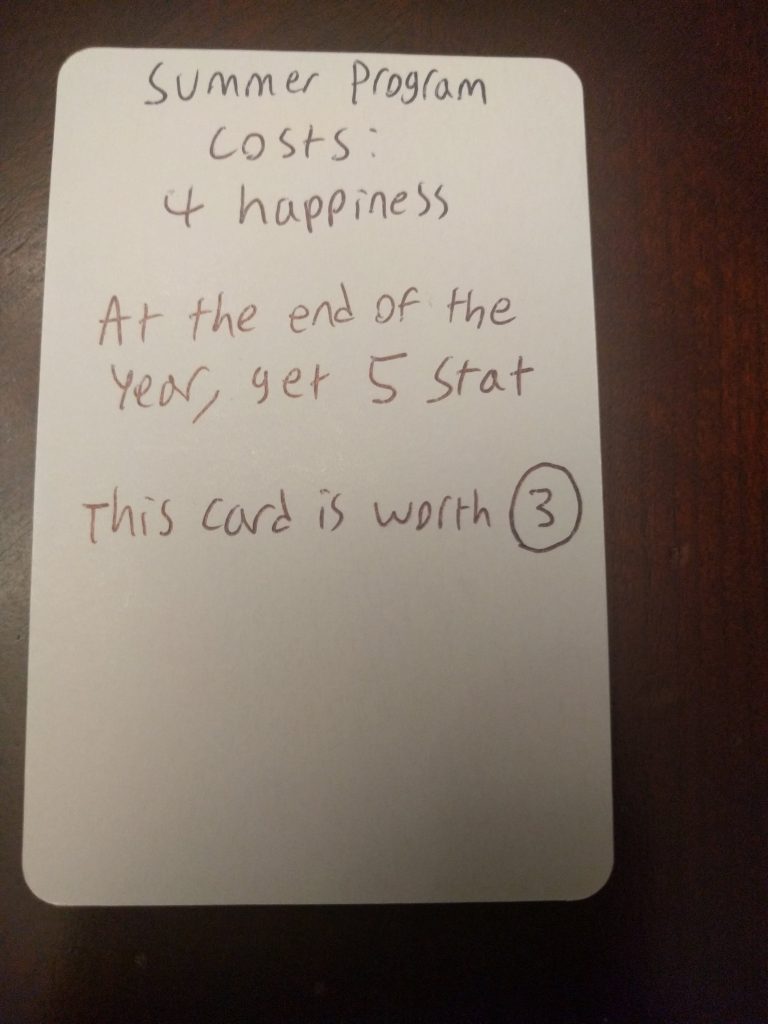 Summer Program
Costs:
4 happiness
At the end of the
year, get 5 Stat
This card is worth 3